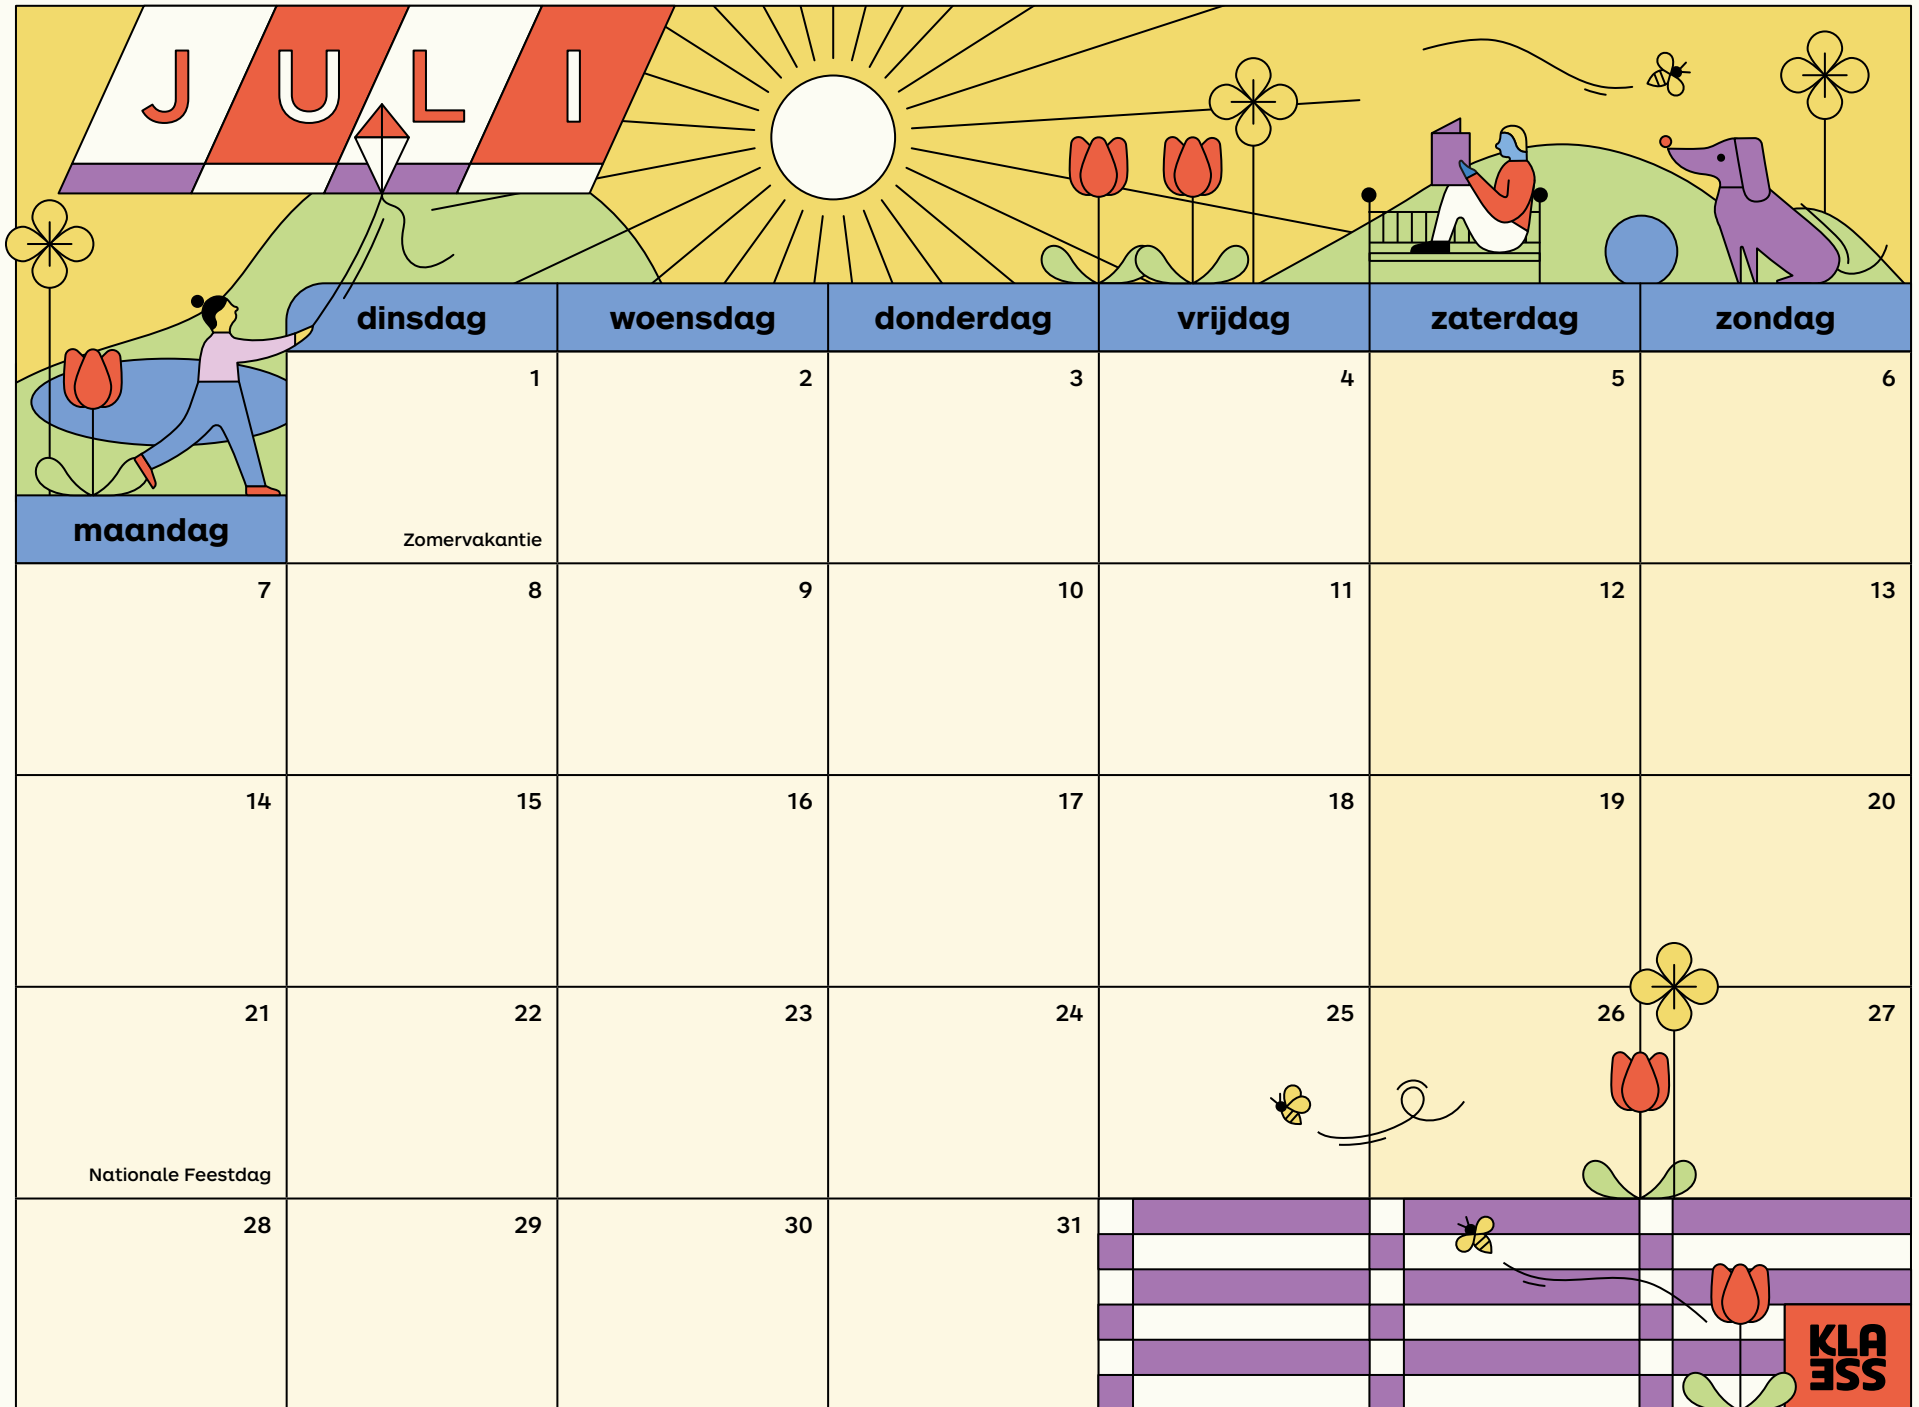 JULI
dinsdag woensdag donderdag vrijdag zaterdag zondag
1 2 3 4 5 6
maandag
Zomervakantie
7 8 9 10 11 12 13
14 15 16 17 18 19 20
21 22 23 24 25 26 27
Nationale Feestdag
28 29 30 31
KLA
ESS